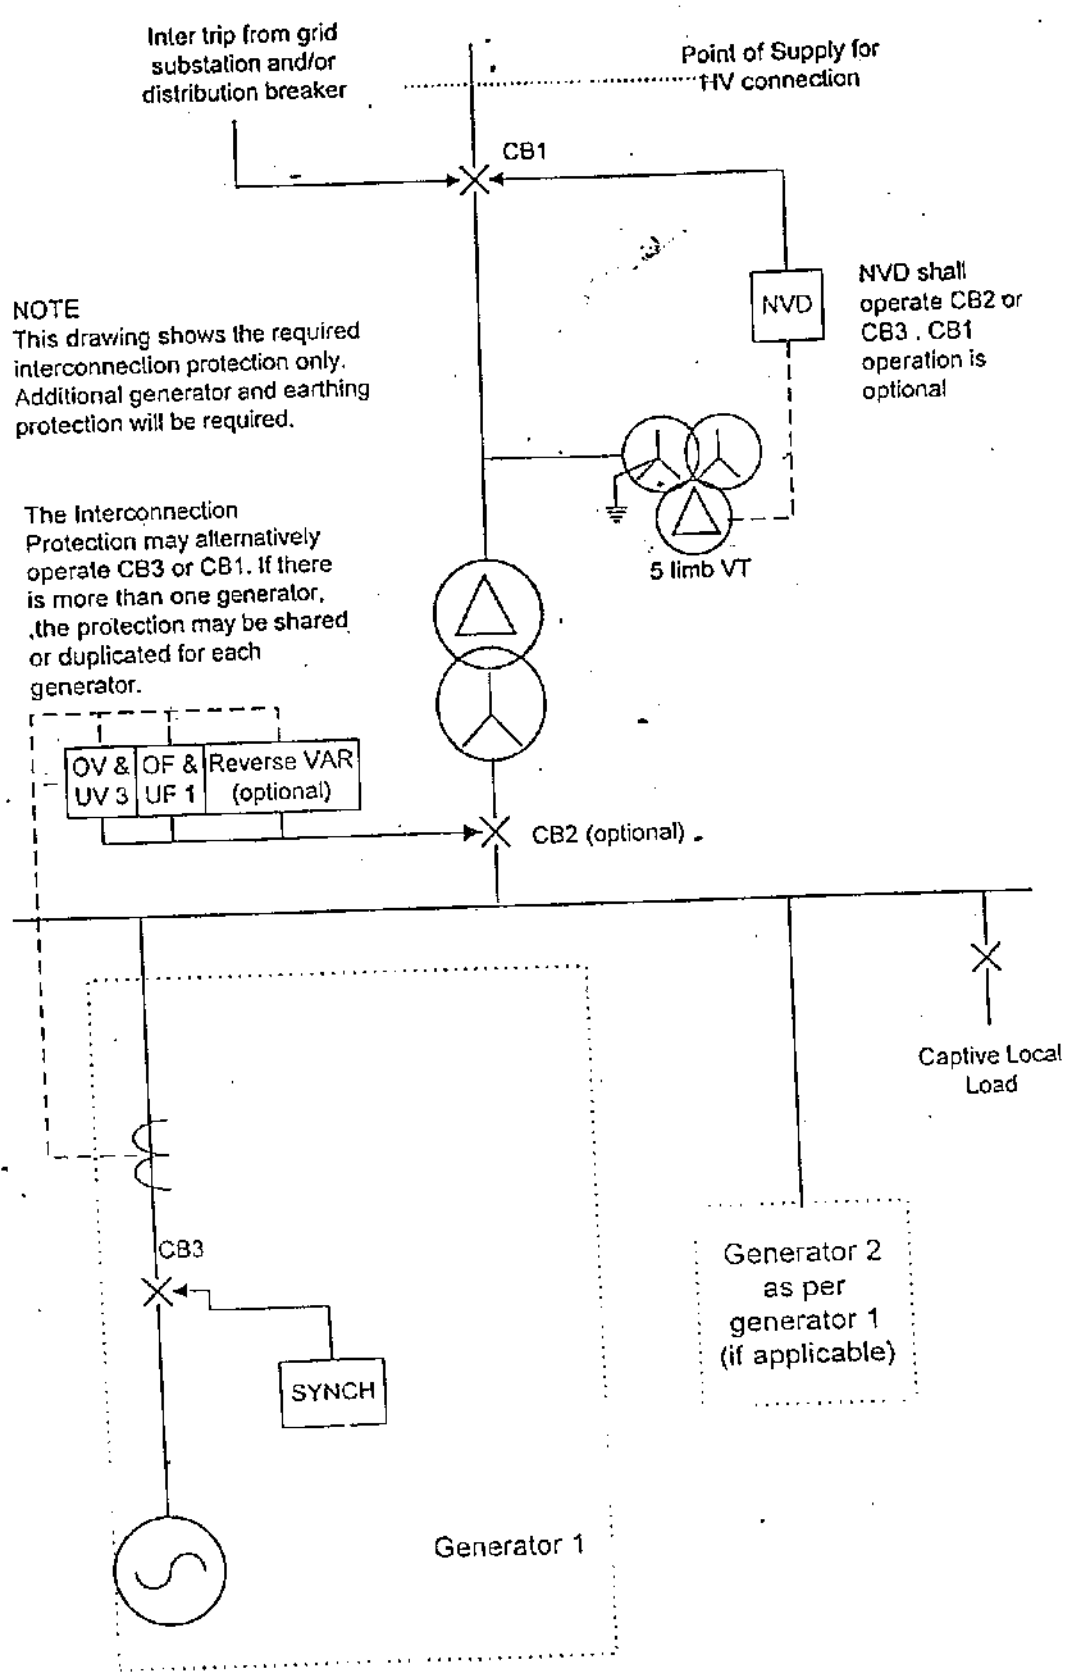 Inter trip from grid
substation and/or
distribution breaker
Point of Supply for
HV connection
CB1
NVD
NVD shall
operate CB2 or
CB3 . CB1
operation is
optional
NOTE
This drawing shows the required
interconnection protection only.
Additional generator and earthing
protection will be required.
5 limb VT
The Interconnection
Protection may alternatively
operate CB3 or CB1. If there
is more than one generator,
the protection may be shared
or duplicated for each
generator.
OV &
UV 3
OF &
UF 1
Reverse VAR
(optional)
CB2 (optional)
Captive Local
Load
CB3
SYNCH
Generator 1
Generator 2
as per
generator 1
(if applicable)